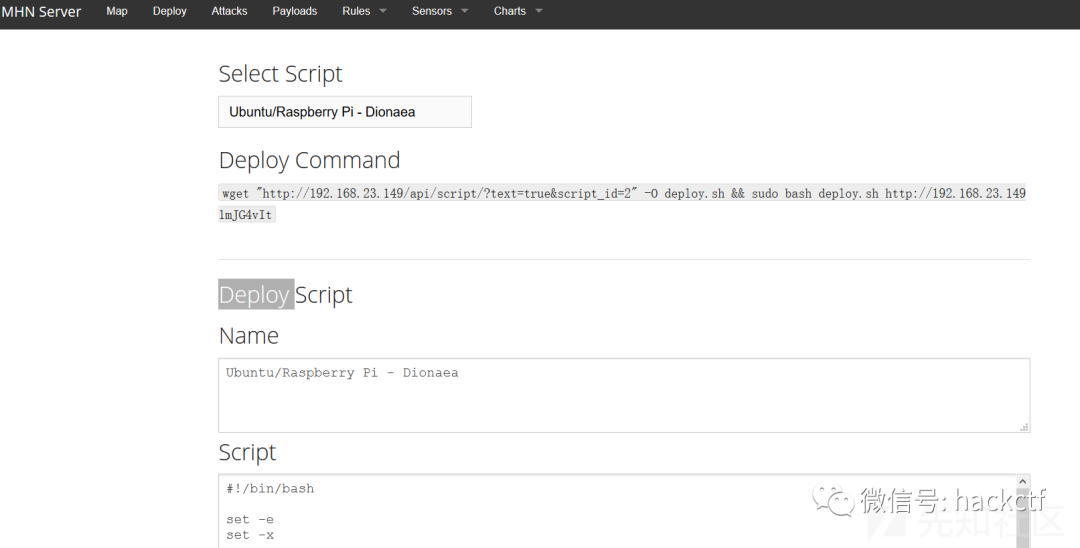 MHN Server Map Deploy Attacks Payloads Rules Sensors Charts
Select Script
Ubuntu/Raspberry Pi - Dionaea
Deploy Command
wget "http://192.168.23.149/api/script/?text=true&script_id=2" -O deploy.sh && sudo bash deploy.sh http://192.168.23.149
lmJG4vIt
Deploy Script
Name
Ubuntu/Raspberry Pi - Dionaea
Script
#!/bin/bash
set -e
set -x
微信号: hackctf
先知社区